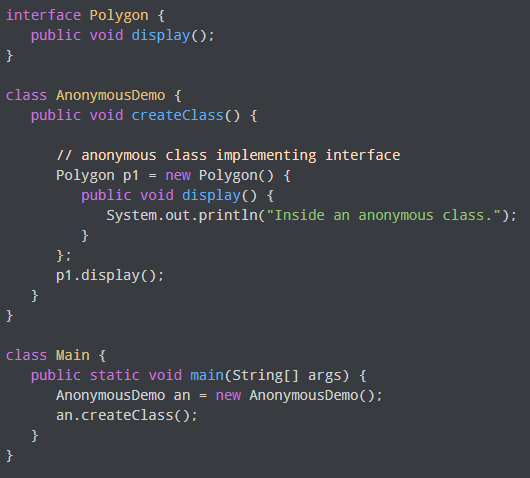 interface Polygon {
   public void display();
}

class AnonymousDemo {
   public void createClass() {

      // anonymous class implementing interface
      Polygon p1 = new Polygon() {
         public void display() {
            System.out.println("Inside an anonymous class.");
         }
      };
      p1.display();
   }
}

class Main {
   public static void main(String[] args) {
      AnonymousDemo an = new AnonymousDemo();
      an.createClass();
   }
}